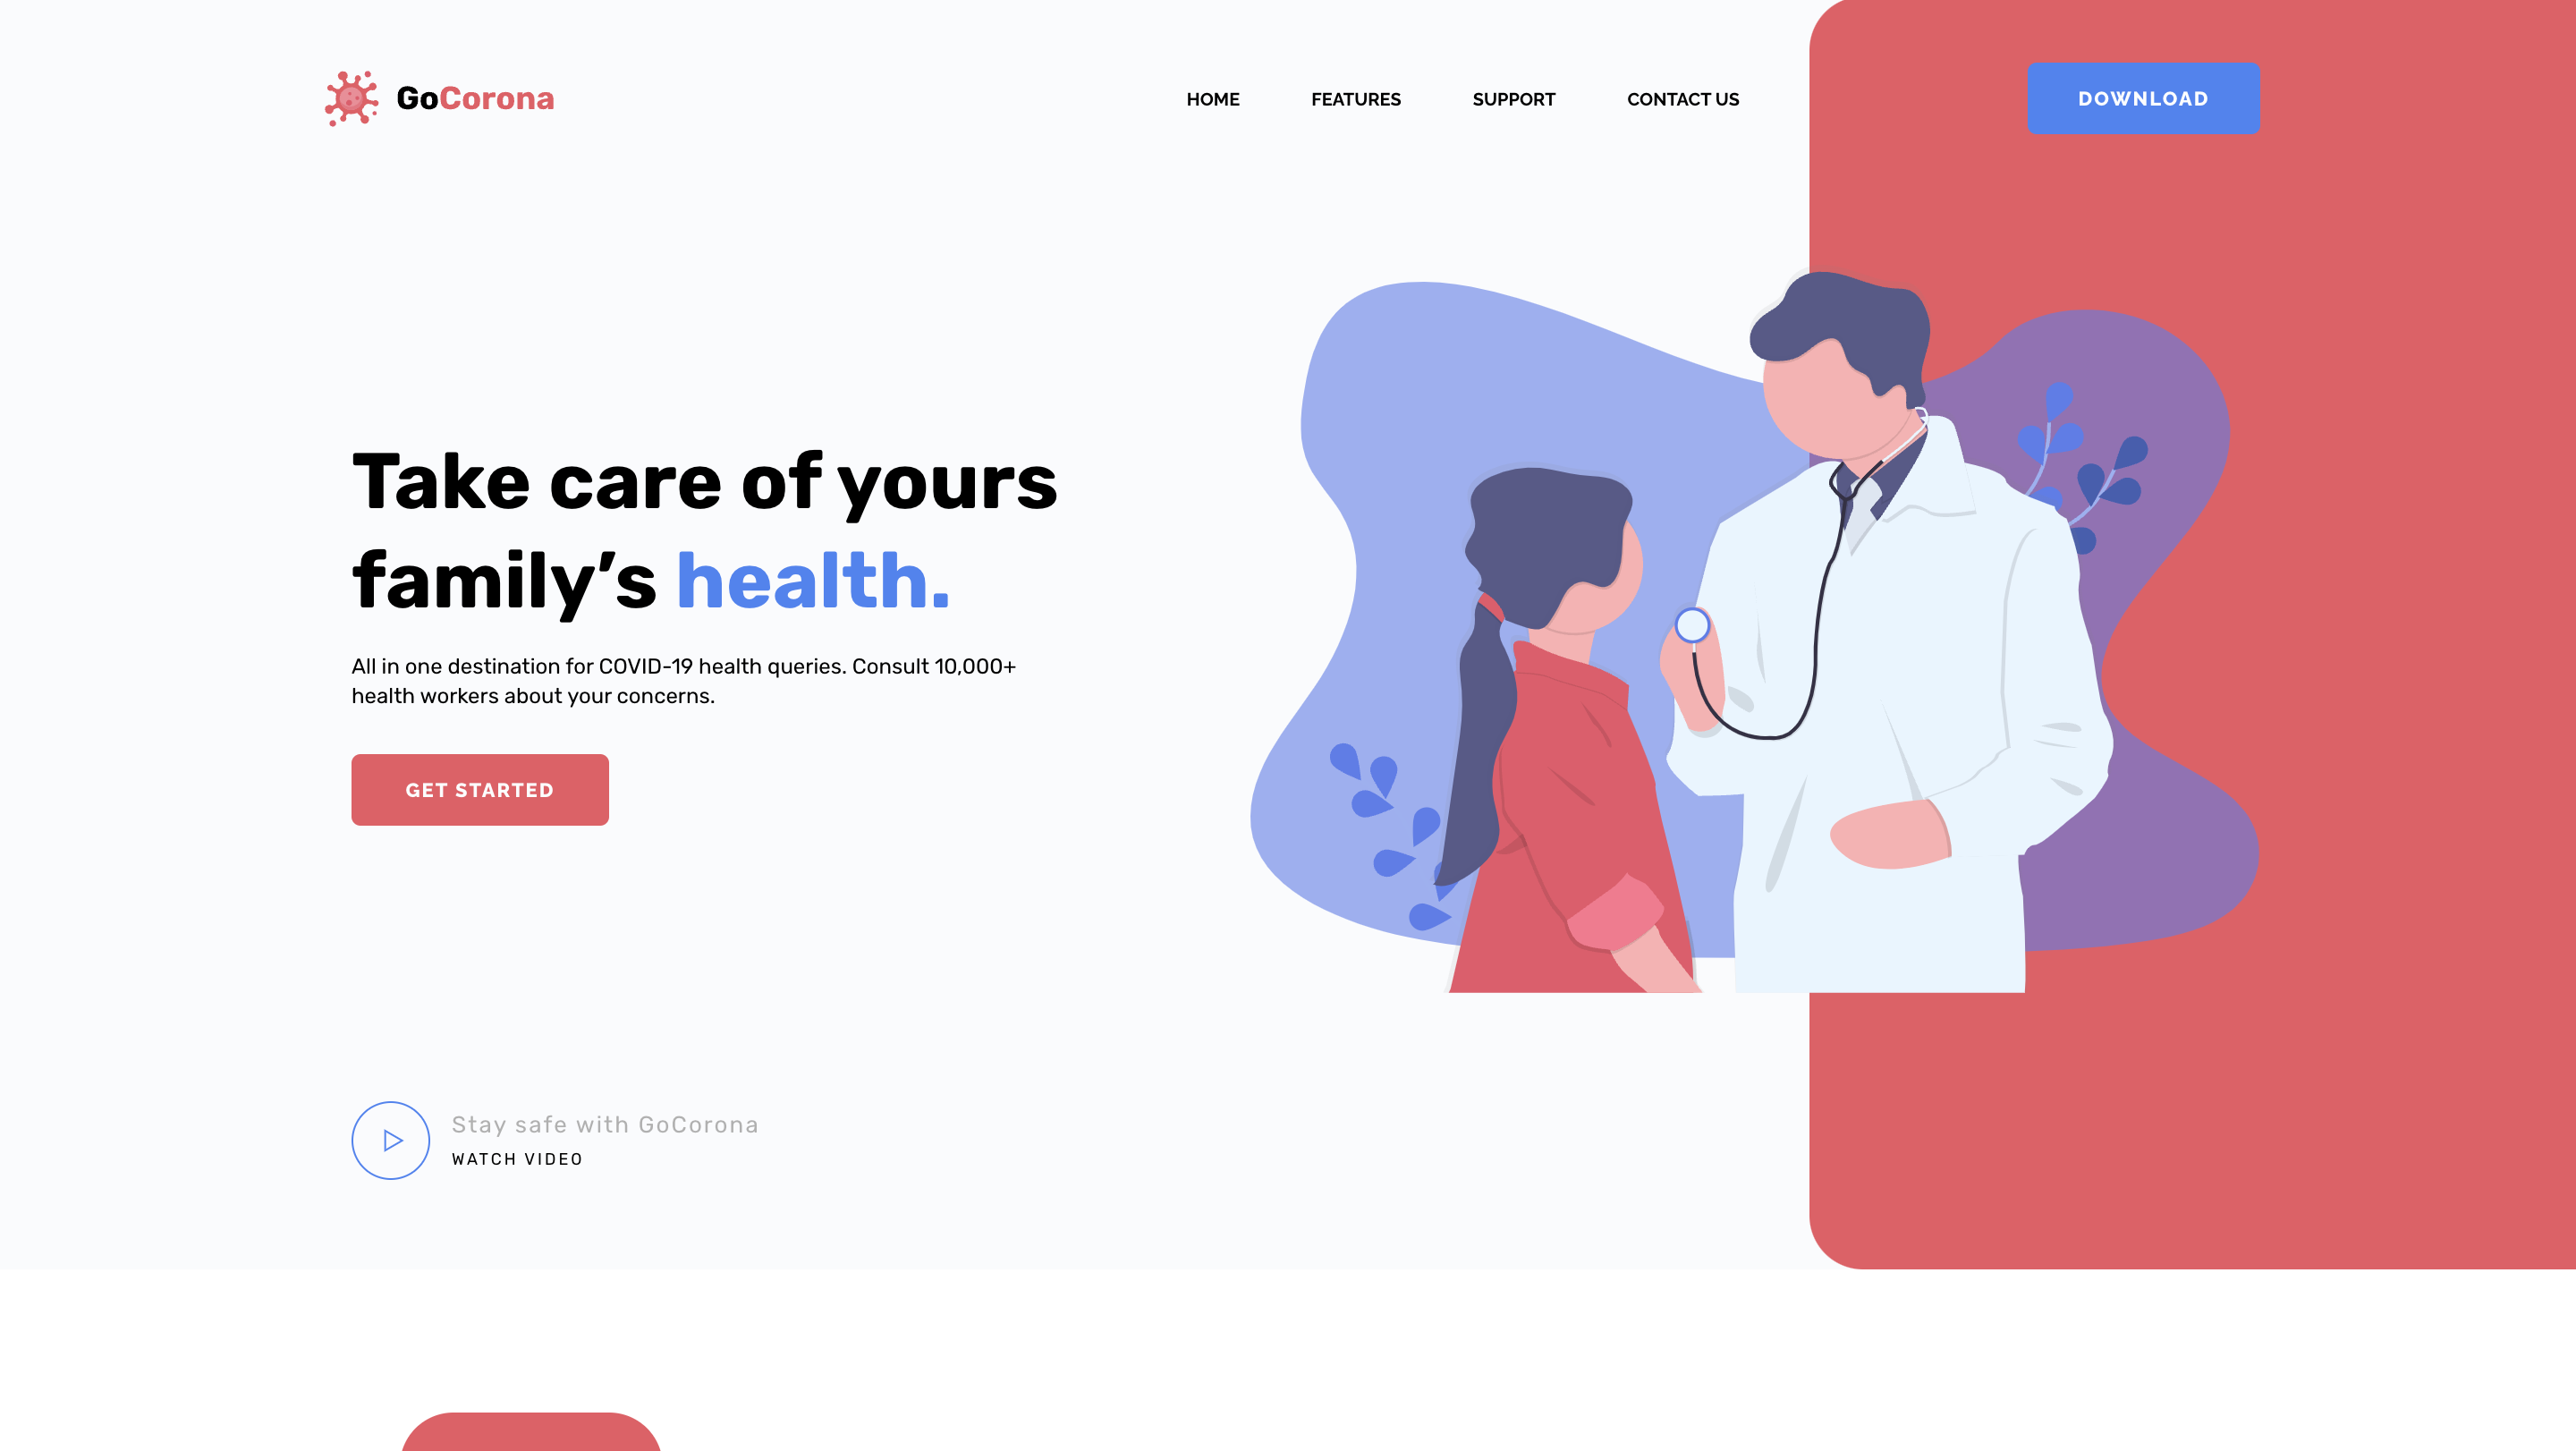 GoCorona
HOME FEATURES SUPPORT CONTACT US
DOWNLOAD
Take care of yours
family’s health.
All in one destination for COVID-19 health queries. Consult 10,000+
health workers about your concerns.
GET STARTED
Stay safe with GoCorona
WATCH VIDEO